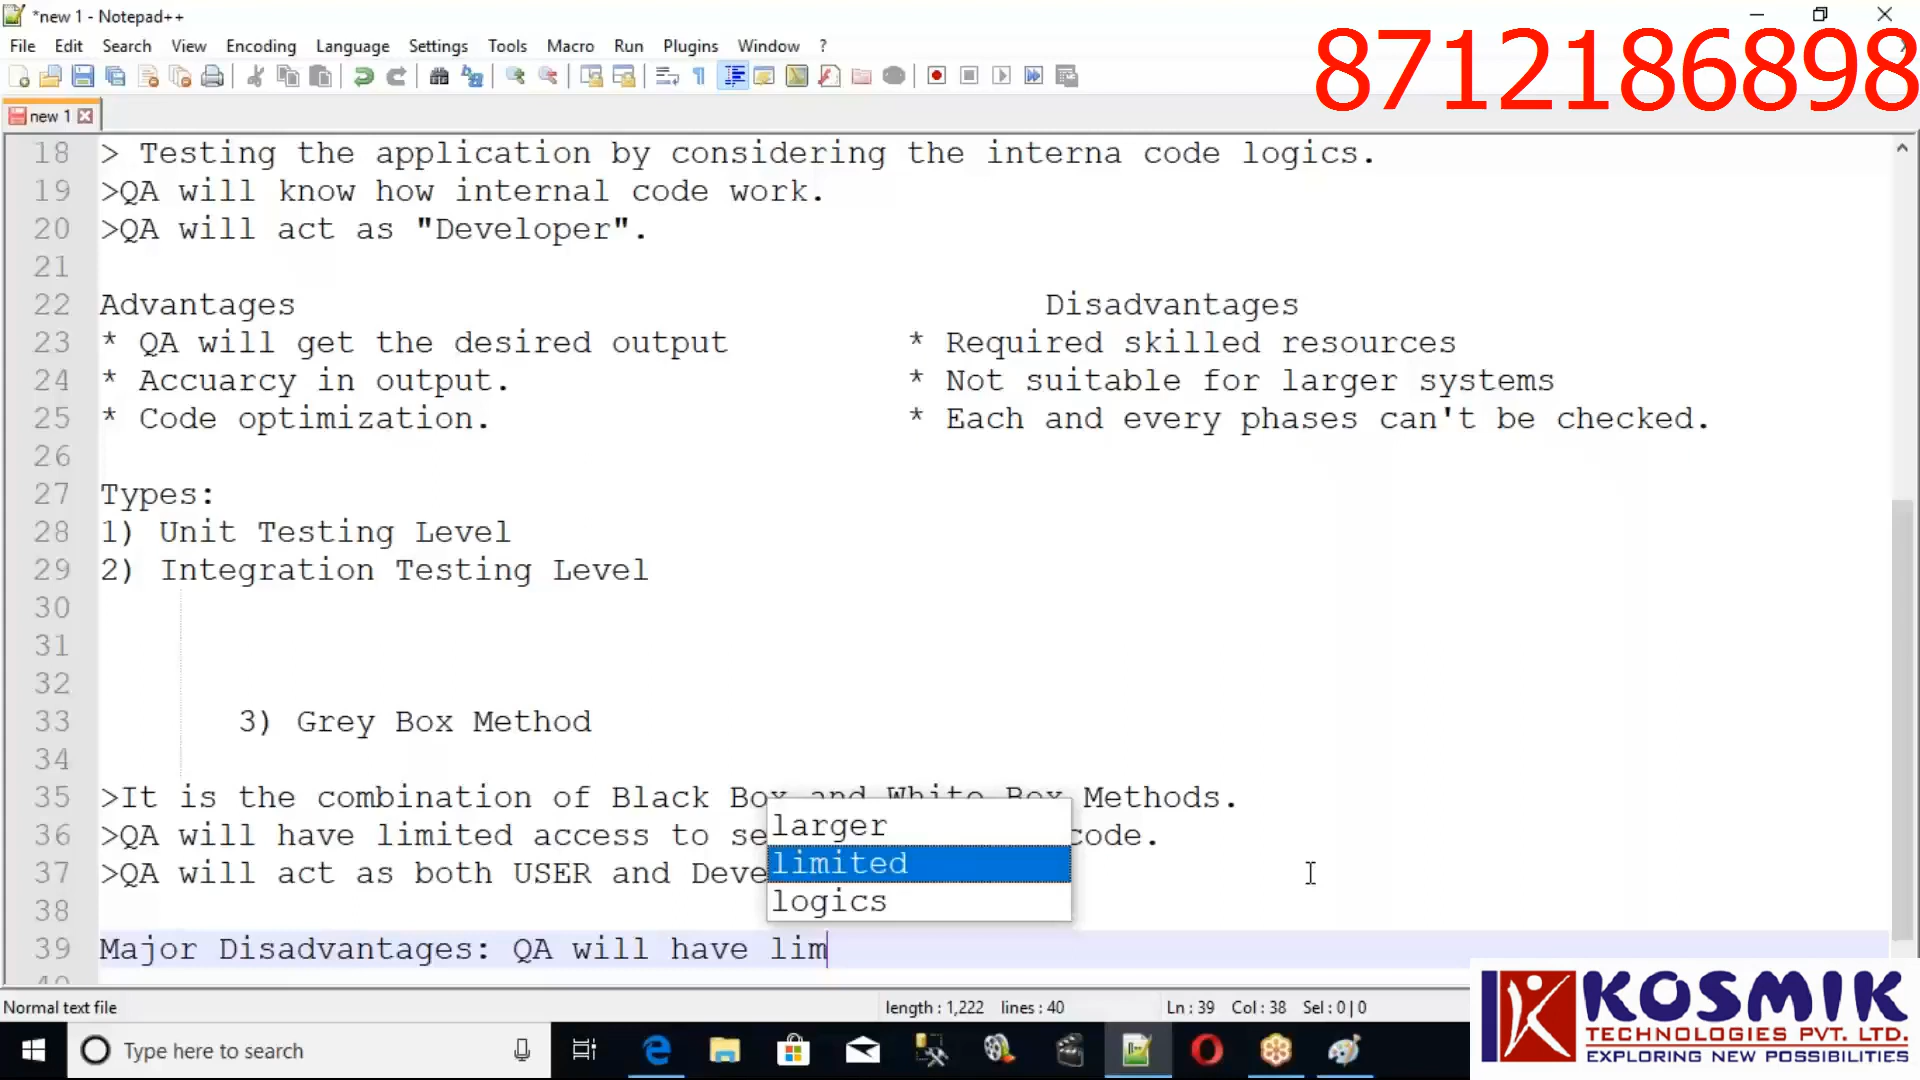 *new 1 - Notepad++
8712186898
File Edit Search View Encoding Language Settings Tools Macro Run Plugins Window ?
new 1
18 > Testing the application by considering the interna code logics.
19 >QA will know how internal code work.
20 >QA will act as "Developer".
21
22 Advantages Disadvantages
23 * QA will get the desired output * Required skilled resources
24 * Accuarcy in output. * Not suitable for larger systems
25 * Code optimization. * Each and every phases can't be checked.
26
27 Types:
28 1) Unit Testing Level
29 2) Integration Testing Level
30
31
32
33 3) Grey Box Method
34
35 >It is the combination of Black Box and White Box Methods.
36 >QA will have limited access to se code.
37 >QA will act as both USER and Deve
larger
limited
logics
38
39 Major Disadvantages: QA will have lim
40
Normal text file length : 1,222 lines : 40 Ln : 39 Col : 38 Sel : 0 | 0
KOSMIK
TECHNOLOGIES PVT. LTD.
EXPLORING NEW POSSIBILITIES
Type here to search